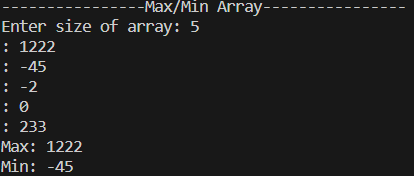 ----------------Max/Min Array----------------
Enter size of array: 5
: 1222
: -45
: -2
: 0
: 233
Max: 1222
Min: -45